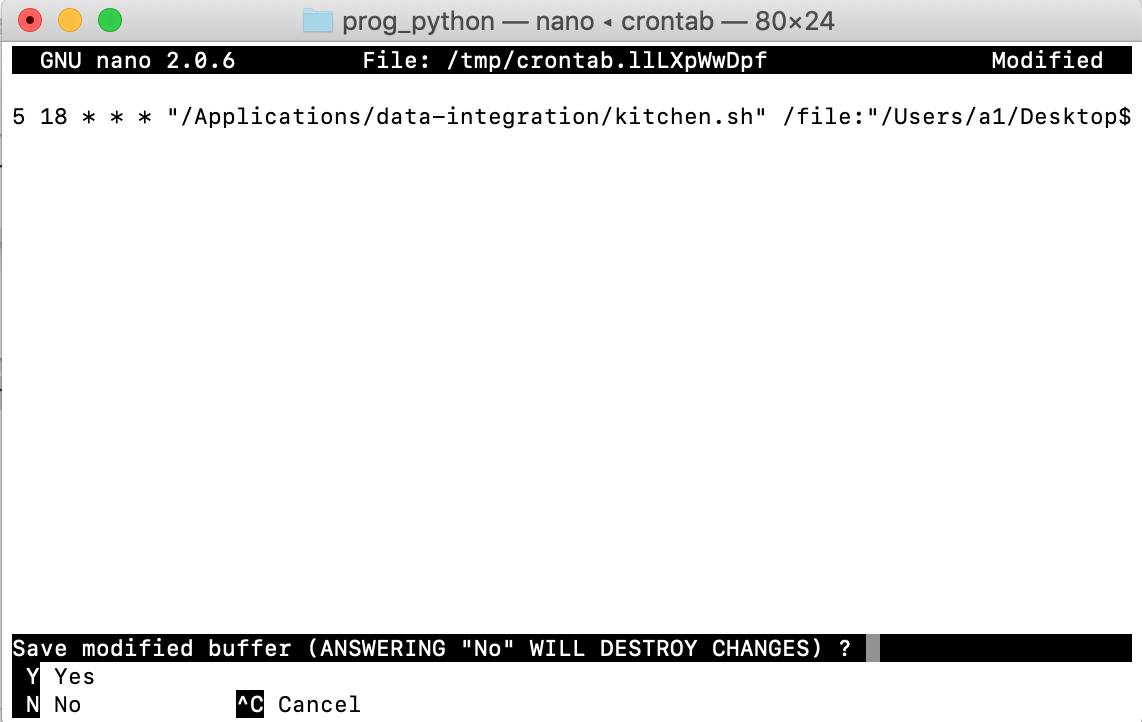 prog_python — nano ◂ crontab — 80×24
GNU nano 2.0.6 File: /tmp/crontab.llLXpWwDpf Modified
5 18 * * * "/Applications/data-integration/kitchen.sh" /file:"/Users/a1/Desktop$
Save modified buffer (ANSWERING "No" WILL DESTROY CHANGES) ?
Y Yes
N No ^C Cancel